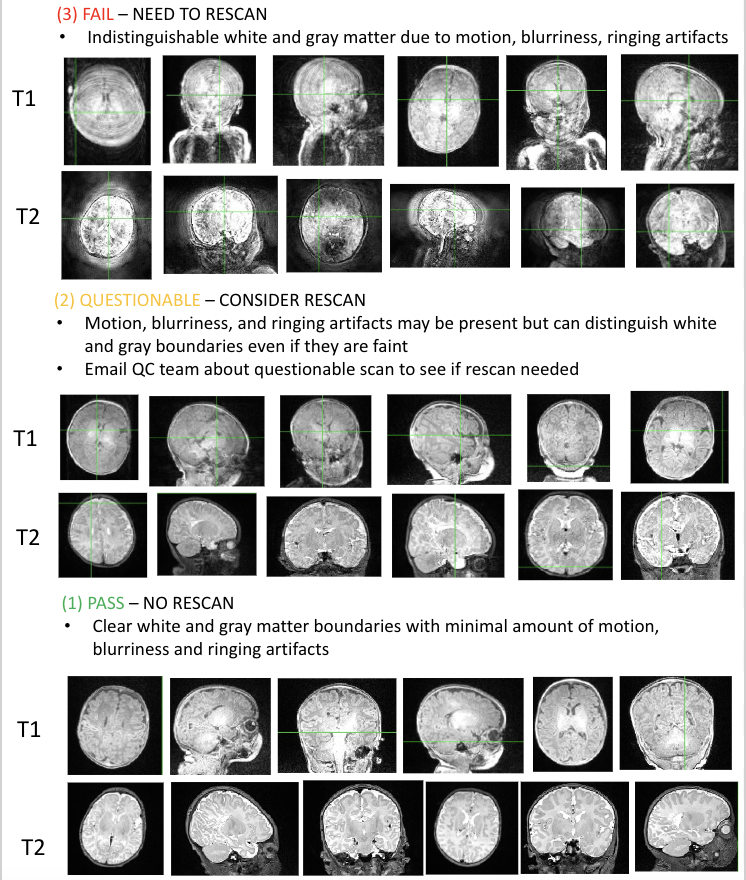 (3) FAIL – NEED TO RESCAN
• Indistinguishable white and gray matter due to motion, blurriness, ringing artifacts
T1
T2
(2) QUESTIONABLE – CONSIDER RESCAN
• Motion, blurriness, and ringing artifacts may be present but can distinguish white
and gray boundaries even if they are faint
• Email QC team about questionable scan to see if rescan needed
T1
T2
(1) PASS – NO RESCAN
• Clear white and gray matter boundaries with minimal amount of motion,
blurriness and ringing artifacts
T1
T2